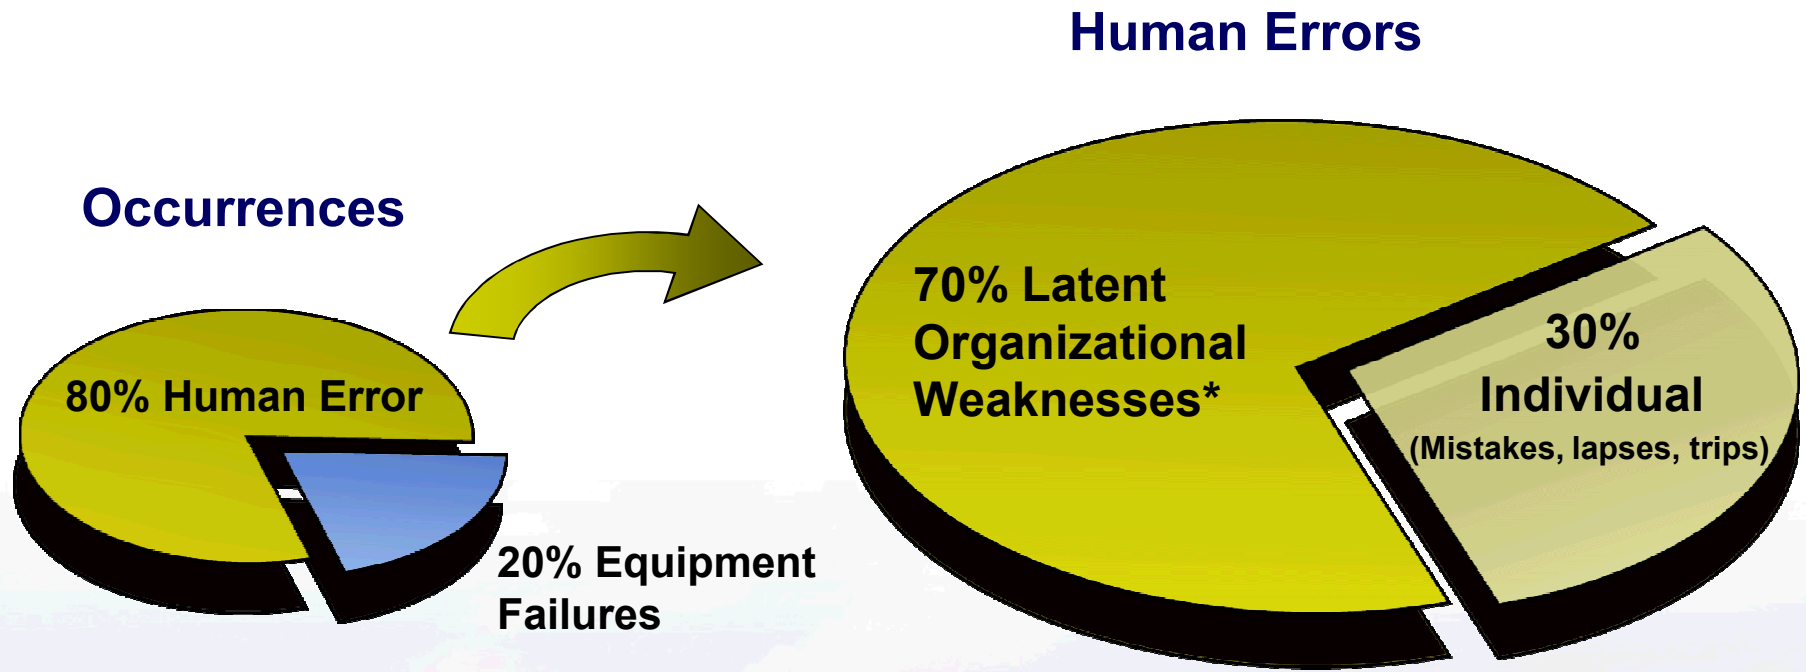 Human Errors
Occurrences
80% Human Error
20% Equipment
Failures
70% Latent
Organizational
Weaknesses*
30%
Individual
(Mistakes, lapses, trips)